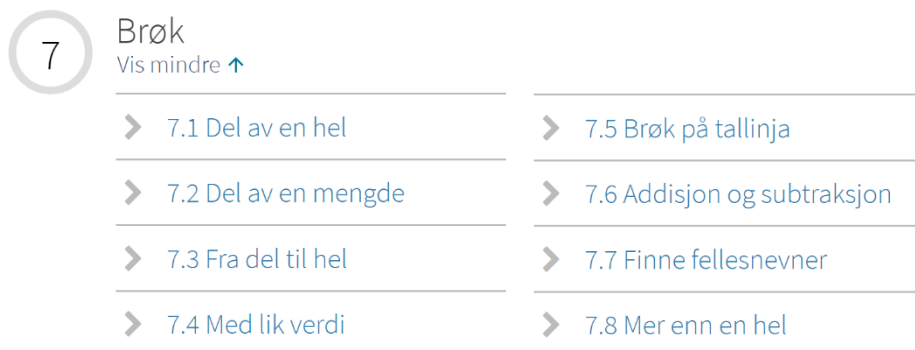 7
Brøk
Vis mindre ↑
7.1 Del av en hel
7.2 Del av en mengde
7.3 Fra del til hel
7.4 Med lik verdi
7.5 Brøk på tallinja
7.6 Addisjon og subtraksjon
7.7 Finne fellesnevner
7.8 Mer enn en hel